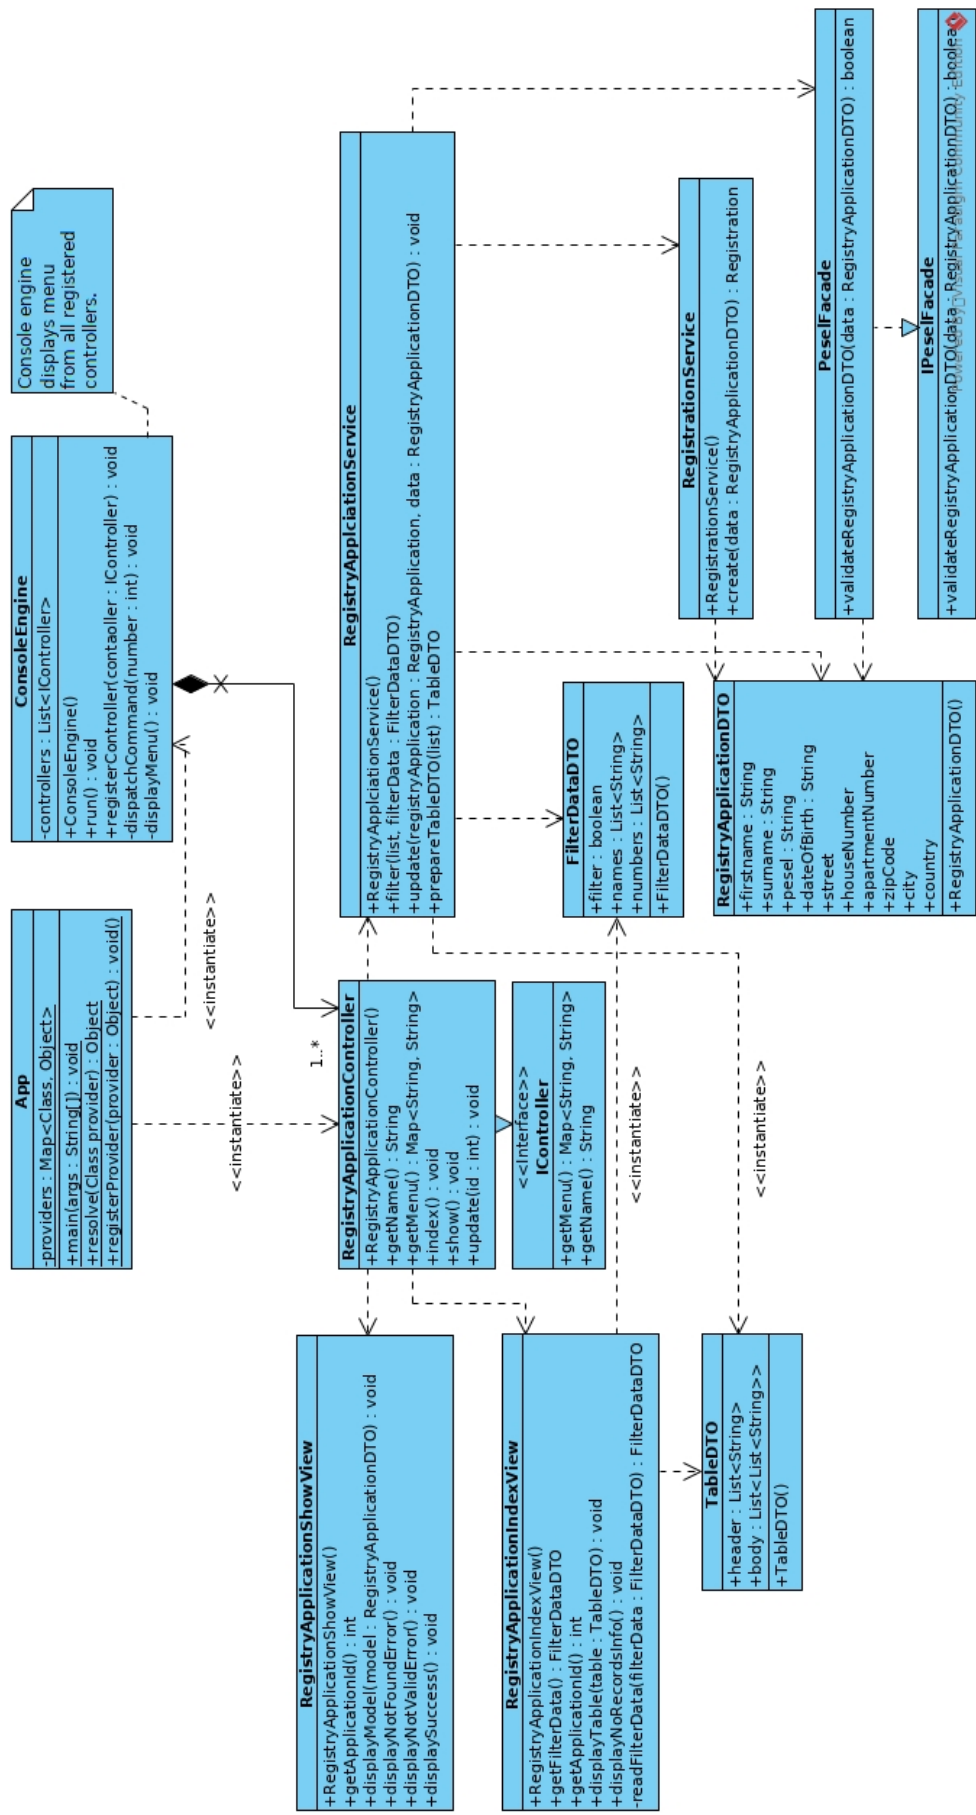 App
-providers : Map<Class, Object>
+main(args : String[]) : void
+resolve(Class provider) : Object
+registerProvider(provider : Object) : void()
ConsoleEngine
-controllers : List<IController>
+ConsoleEngine()
+run() : void
+registerController(contaoller : IController) : void
-dispatchCommand(number : int) : void
-displayMenu() : void
Console engine
displays menu
from all registered
controllers.
<<instantiate>>
<<instantiate>>
1..*
RegistryApplicationShowView
+RegistryApplicationShowView()
+getApplicationId() : int
+displayModel(model : RegistryApplicationDTO) : void
+displayNotFoundError() : void
+displayNotValidError() : void
+displaySuccess() : void
RegistryApplicationController
+RegistryApplicationController()
+getName() : String
+getMenu() : Map<String, String>
+index() : void
+show() : void
+update(id : int) : void
RegistryApplciationService
+RegistryApplciationService()
+filter(list, filterData : FilterDataDTO)
+update(registryApplication : RegistryApplication, data : RegistryApplicationDTO) : void
+prepareTableDTO(list) : TableDTO
RegistryApplicationIndexView
+RegistryApplicationIndexView()
+getFilterData() : FilterDataDTO
+getApplicationId() : int
+displayTable(table : TableDTO) : void
+displayNoRecordsInfo() : void
-readFilterData(filterData : FilterDataDTO) : FilterDataDTO
<<Interface>>
IController
+getMenu() : Map<String, String>
+getName() : String
FilterDataDTO
+filter : boolean
+names : List<String>
+numbers : List<String>
+FilterDataDTO()
<<instantiate>>
RegistrationService
+RegistrationService()
+create(data : RegistryApplicationDTO) : Registration
TableDTO
+header : List<String>
+body : List<List<String>>
+TableDTO()
<<instantiate>>
RegistryApplicationDTO
+firstname : String
+surname : String
+pesel : String
+dateOfBirth : String
+street
+houseNumber
+apartmentNumber
+zipCode
+city
+country
+RegistryApplicationDTO()
PeselFacade
+validateRegistryApplicationDTO(data : RegistryApplicationDTO) : boolean
IPeselFacade
+validateRegistryApplicationDTO(data : RegistryApplicationDTO) : boolean
Powered By Visual Paradigm Community Edition